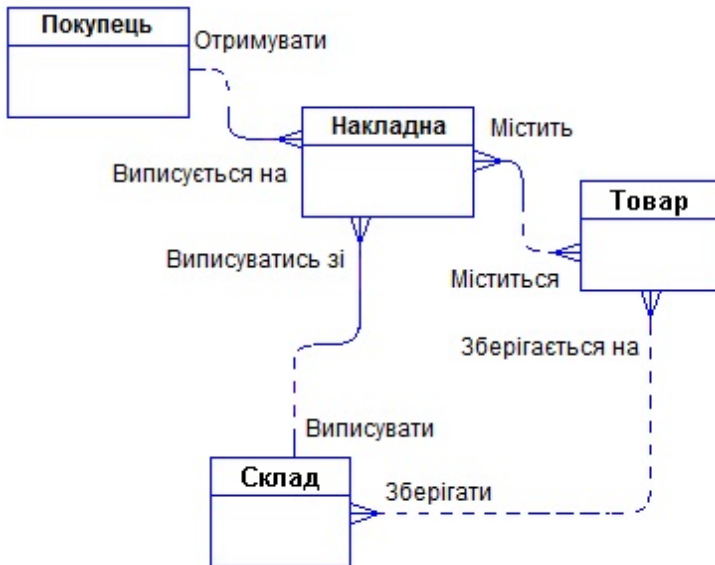 Покупець
Отримувати
Накладна
Містить
Виписується на
Товар
Виписуватись зі
Міститься
Зберігається на
Виписувати
Склад
Зберігати